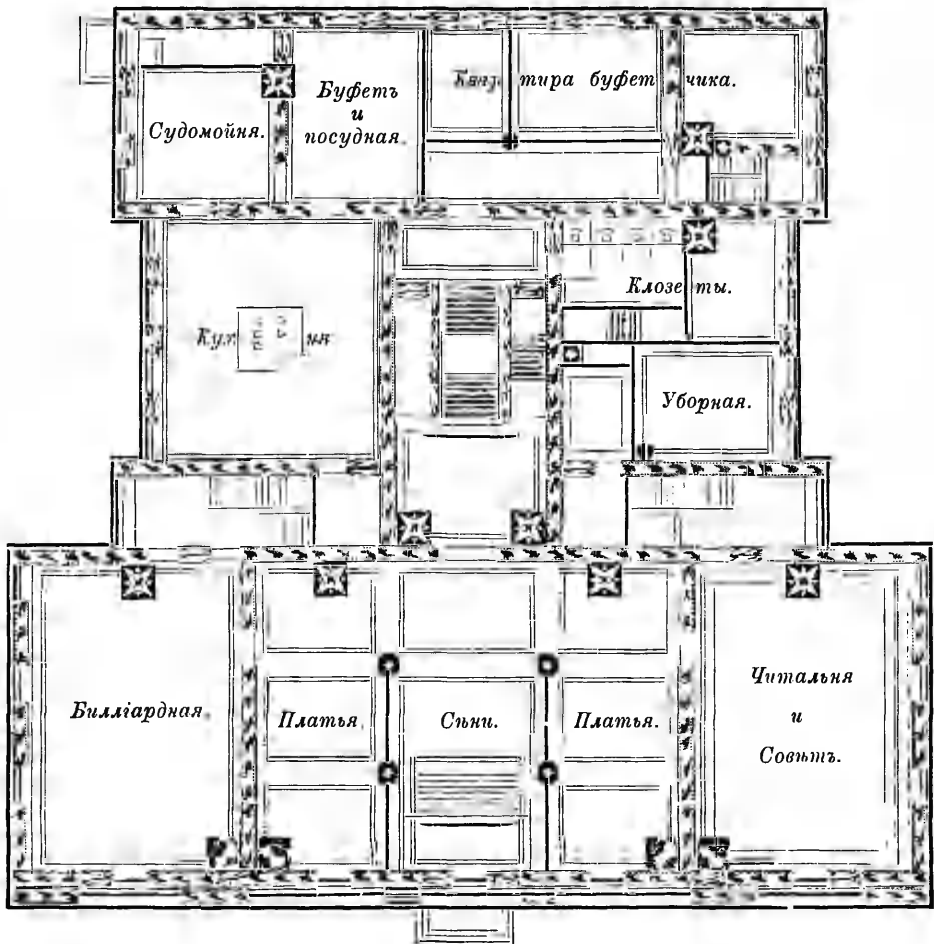 Судомойня.
Буфетъ
и
посудная.
Квартира буфетчика.
Кухня
Клозеты.
Уборная.
Билліардная.
Платья
Сѣни.
Платья.
Читальня
и
Совѣтъ.